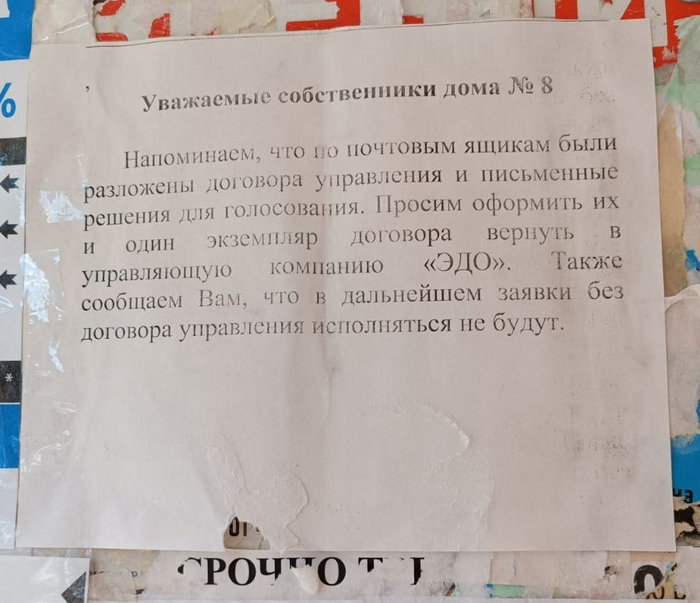 %
Уважаемые собственники дома № 8
Напоминаем, что по почтовым ящикам были
разложены договора управления и письменные
решения для голосования. Просим оформить их
и один экземпляр договора вернуть в
управляющую компанию «ЭДО». Также
сообщаем Вам, что в дальнейшем заявки без
договора управления исполняться не будут.
*
от
СРОЧНО